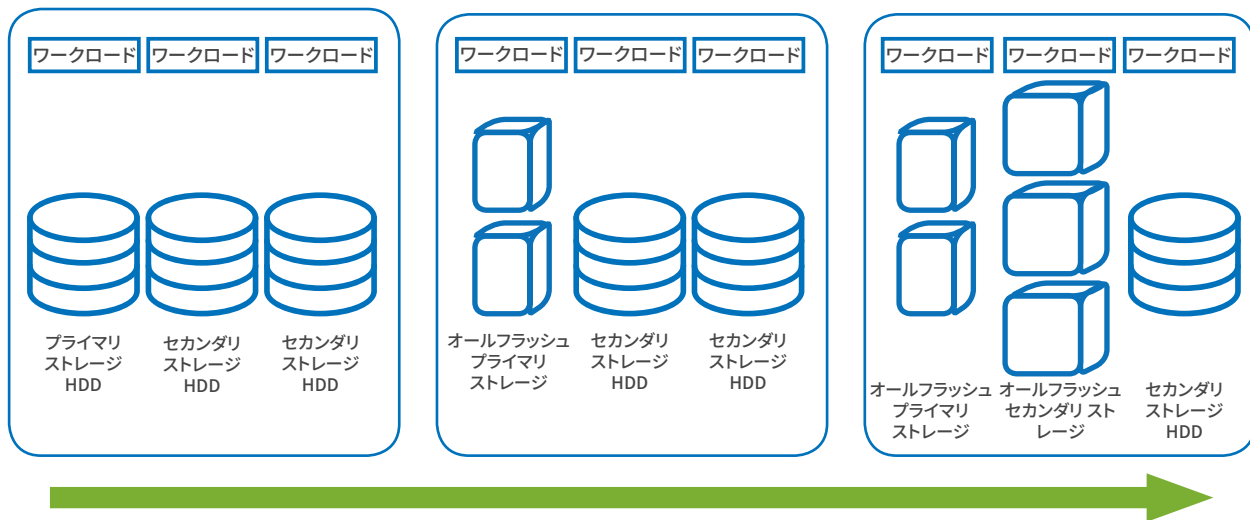 ワークロード ワークロード ワークロード
プライマリ
ストレージ
HDD
セカンダリ
ストレージ
HDD
セカンダリ
ストレージ
HDD
ワークロード ワークロード ワークロード
オールフラッシュ
プライマリ
ストレージ
セカンダリ
ストレージ
HDD
セカンダリ
ストレージ
HDD
ワークロード ワークロード ワークロード
オールフラッシュ
プライマリ
ストレージ
オールフラッシュ
セカンダリ スト
レージ
セカンダリ
ストレージ
HDD